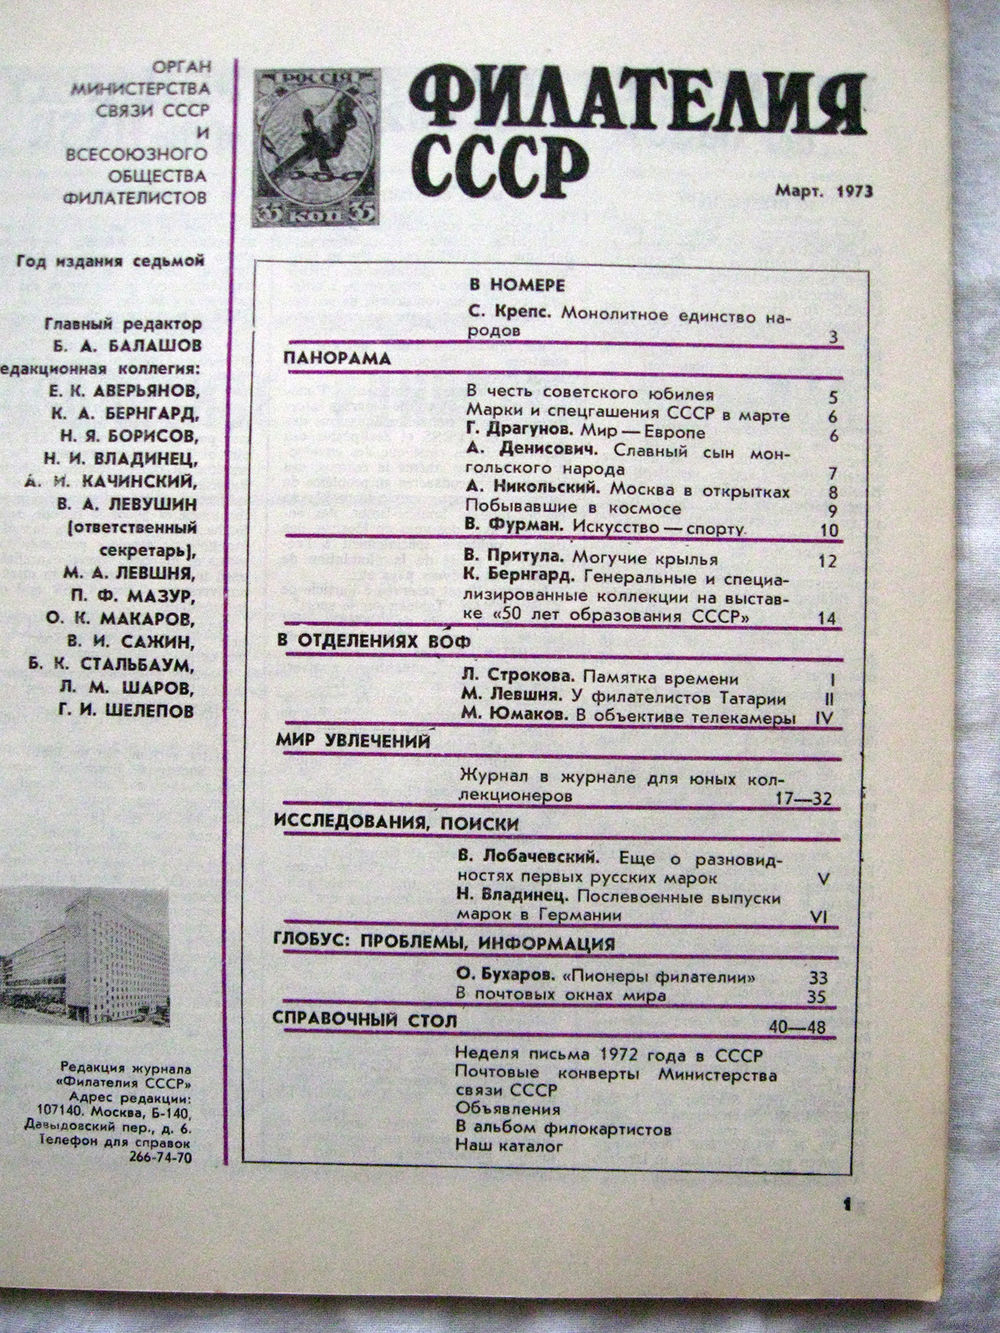 ОРГАН
МИНИСТЕРСТВА
СВЯЗИ СССР
И
ВСЕСОЮЗНОГО
ОБЩЕСТВА
ФИЛАТЕЛИСТОВ
Год издания седьмой
Главный редактор
Б. А. БАЛАШОВ
едакционная коллегия:
Е. К. АВЕРЬЯНОВ,
К. А. БЕРНГАРД,
Н. Я. БОРИСОВ,
Н. И. ВЛАДИНЕЦ,
А. И. КАЧИНСКИЙ,
В. А. ЛЕВУШИН
(ответственный
секретарь),
М. А. ЛЕВШНЯ,
П. Ф. МАЗУР,
О. К. МАКАРОВ,
В. И. САЖИН,
Б. К. СТАЛЬБАУМ,
Л. М. ШАРОВ,
Г. И. ШЕЛЕПОВ
Редакция журнала
«Филателия СССР»
Адрес редакции:
107140. Москва, Б-140,
Давыдовский пер., д. 6.
Телефон для справок
266-74-70
РОССІЯ
35 КОП 35
ФИЛАТЕЛИЯ
СССР
Март. 1973
В НОМЕРЕ
С. Крепс. Монолитное единство на-
родов 3
ПАНОРАМА
В честь советского юбилея 5
Марки и спецгашения СССР в марте 6
Г. Драгунов. Мир — Европе 6
А. Денисович. Славный сын мон-
гольского народа 7
А. Никольский. Москва в открытках 8
Побывавшие в космосе 9
В. Фурман. Искусство — спорту. 10
В. Притула. Могучие крылья 12
К. Бернгард. Генеральные и специа-
лизированные коллекции на выстав-
ке «50 лет образования СССР» 14
В ОТДЕЛЕНИЯХ ВОФ
Л. Строкова. Памятка времени I
М. Левшня. У филателистов Татарии II
М. Юмаков. В объективе телекамеры IV
МИР УВЛЕЧЕНИЙ
Журнал в журнале для юных кол-
лекционеров 17—32
ИССЛЕДОВАНИЯ, ПОИСКИ
В. Лобачевский. Еще о разновид-
ностях первых русских марок V
Н. Владинец. Послевоенные выпуски
марок в Германии VI
ГЛОБУС: ПРОБЛЕМЫ, ИНФОРМАЦИЯ
О. Бухаров. «Пионеры филателии» 33
В почтовых окнах мира 35
СПРАВОЧНЫЙ СТОЛ 40—48
Неделя письма 1972 года в СССР
Почтовые конверты Министерства
связи СССР
Объявления
В альбом филокартистов
Наш каталог
1